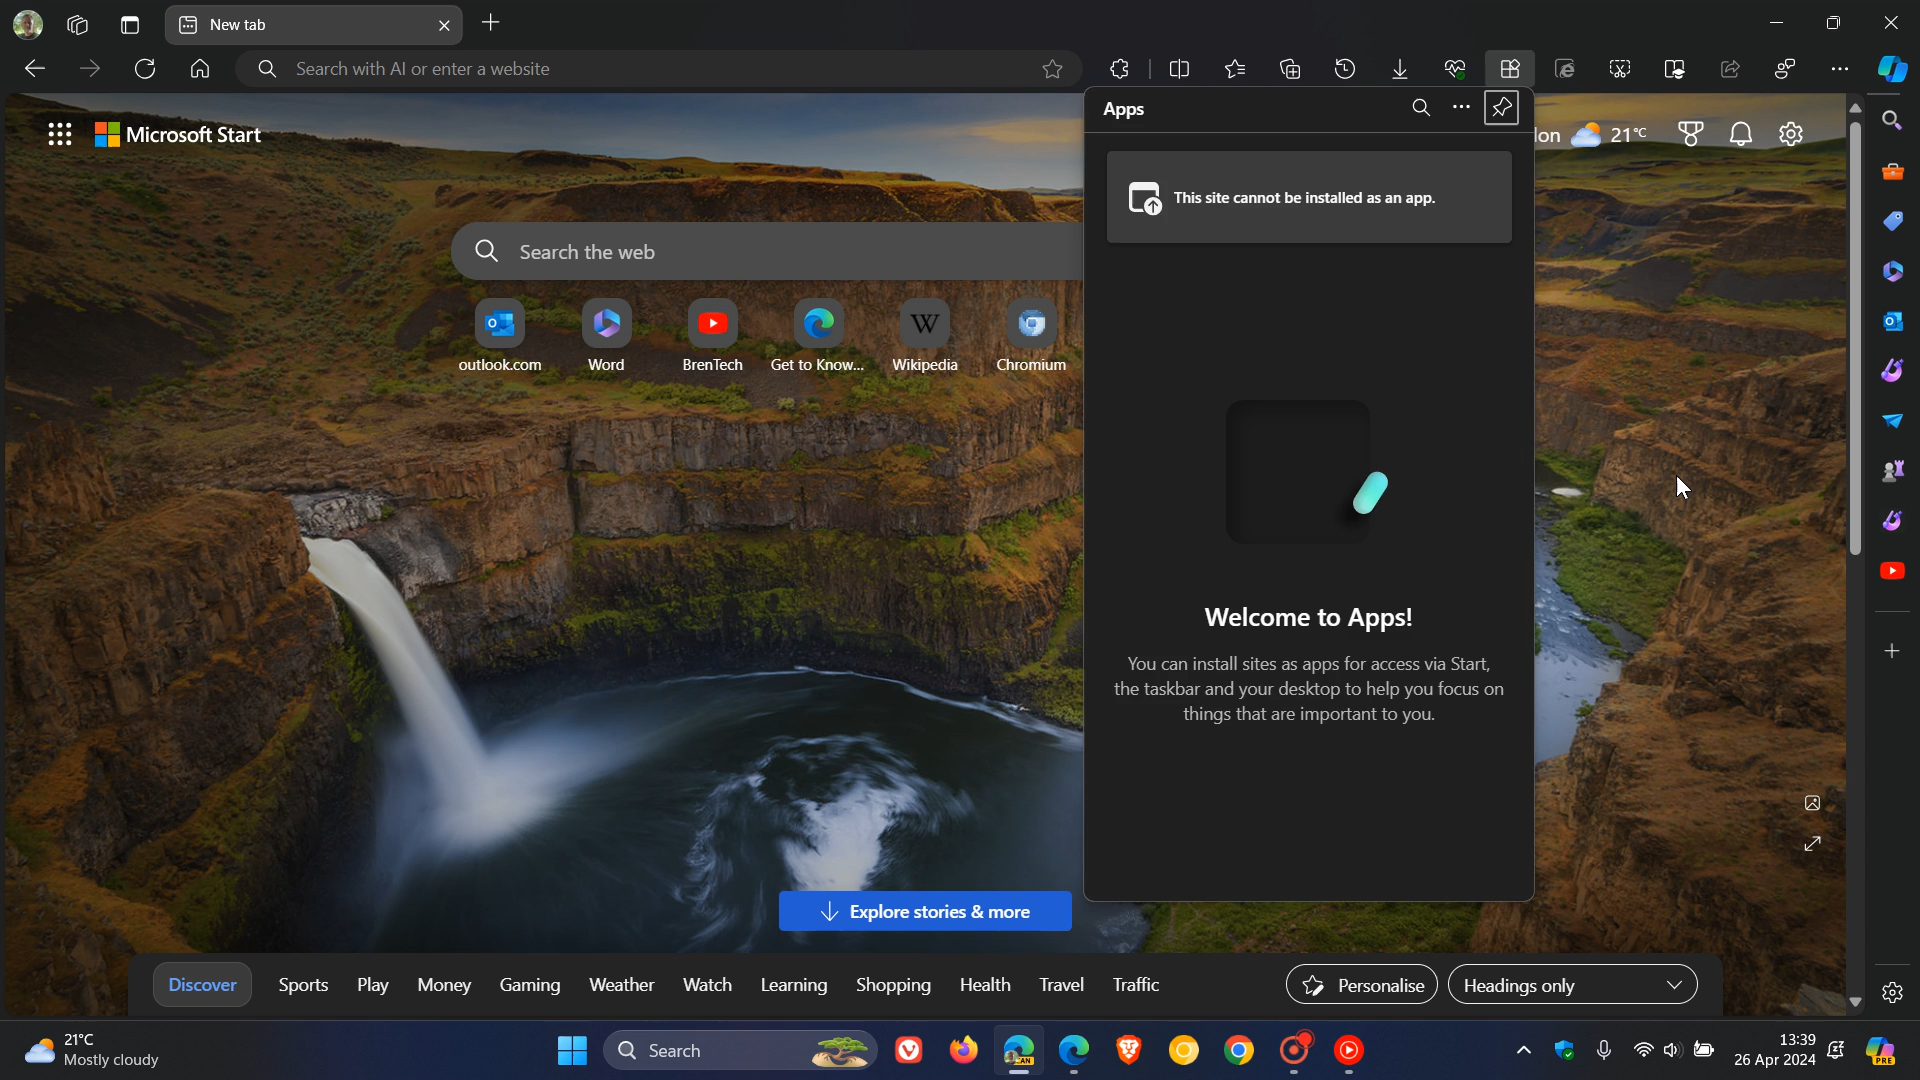 New tab
Search with AI or enter a website
Apps
Microsoft Start
lon
21°C
This site cannot be installed as an app.
Search the web
outlook.com
Word
BrenTech
Get to Know...
Wikipedia
Chromium
Welcome to Apps!
You can install sites as apps for access via Start,
the taskbar and your desktop to help you focus on
things that are important to you.
Explore stories & more
Discover
Sports
Play
Money
Gaming
Weather
Watch
Learning
Shopping
Health
Travel
Traffic
Personalise
Headings only
21°C
Mostly cloudy
Search
CAN
13:39
26 Apr 2024
PRE